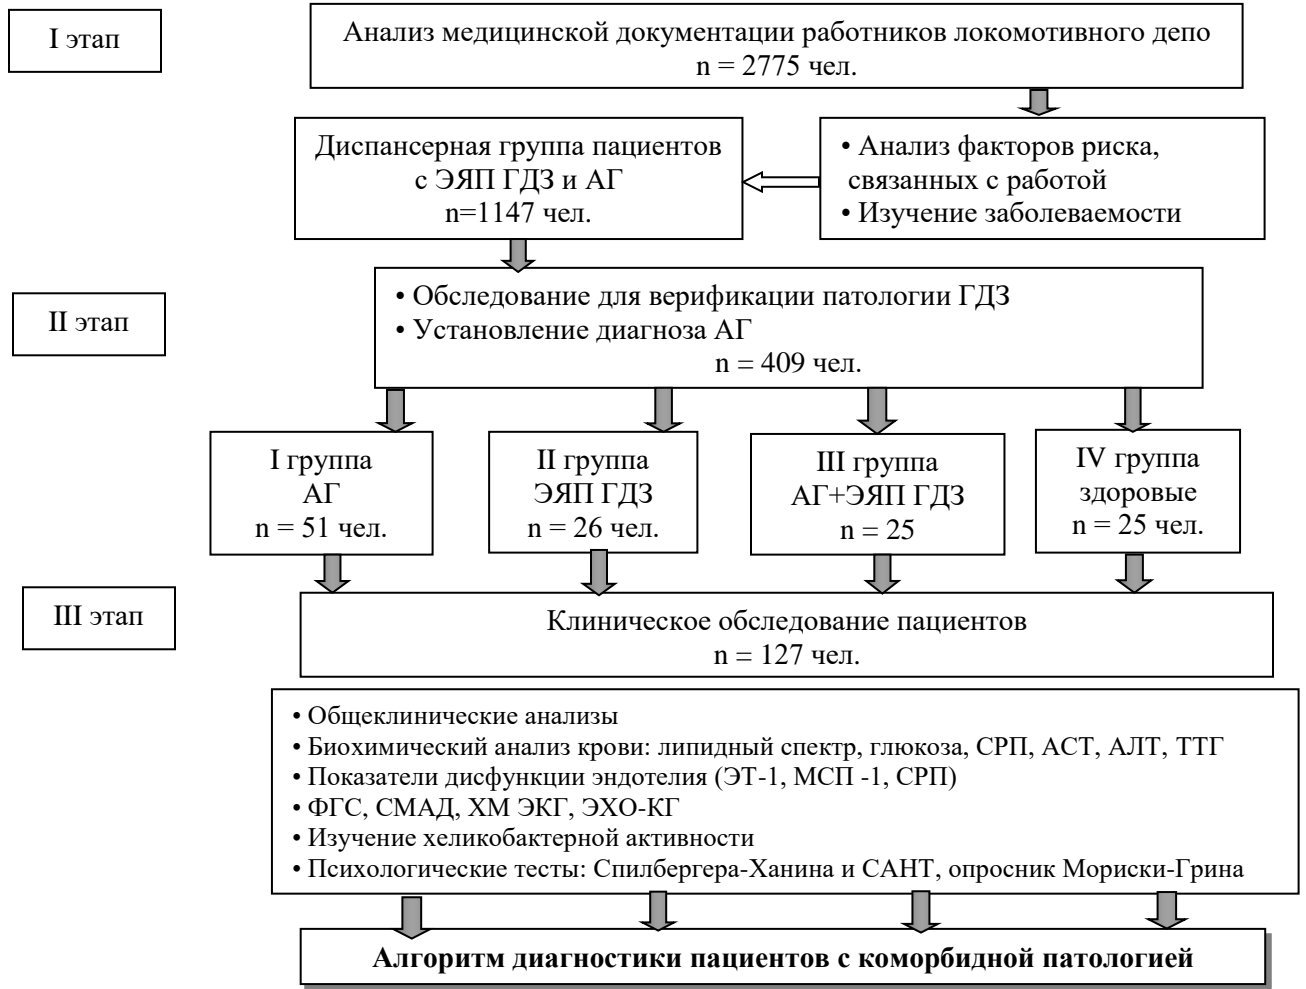 I этап
Анализ медицинской документации работников локомотивного депо
n = 2775 чел.
• Анализ факторов риска,
связанных с работой
• Изучение заболеваемости
Диспансерная группа пациентов
с ЭЯП ГДЗ и АГ
n=1147 чел.
II этап
• Обследование для верификации патологии ГДЗ
• Установление диагноза АГ
n = 409 чел.
I группа
АГ
n = 51 чел.
II группа
ЭЯП ГДЗ
n = 26 чел.
III группа
АГ+ЭЯП ГДЗ
n = 25
IV группа
здоровые
n = 25 чел.
III этап
Клиническое обследование пациентов
n = 127 чел.
• Общеклинические анализы
• Биохимический анализ крови: липидный спектр, глюкоза, СРП, АСТ, АЛТ, ТТГ
• Показатели дисфункции эндотелия (ЭТ-1, МСП -1, СРП)
• ФГС, СМАД, ХМ ЭКГ, ЭХО-КГ
• Изучение хеликобактерной активности
• Психологические тесты: Спилбергера-Ханина и САНТ, опросник Мориски-Грина
Алгоритм диагностики пациентов с коморбидной патологией